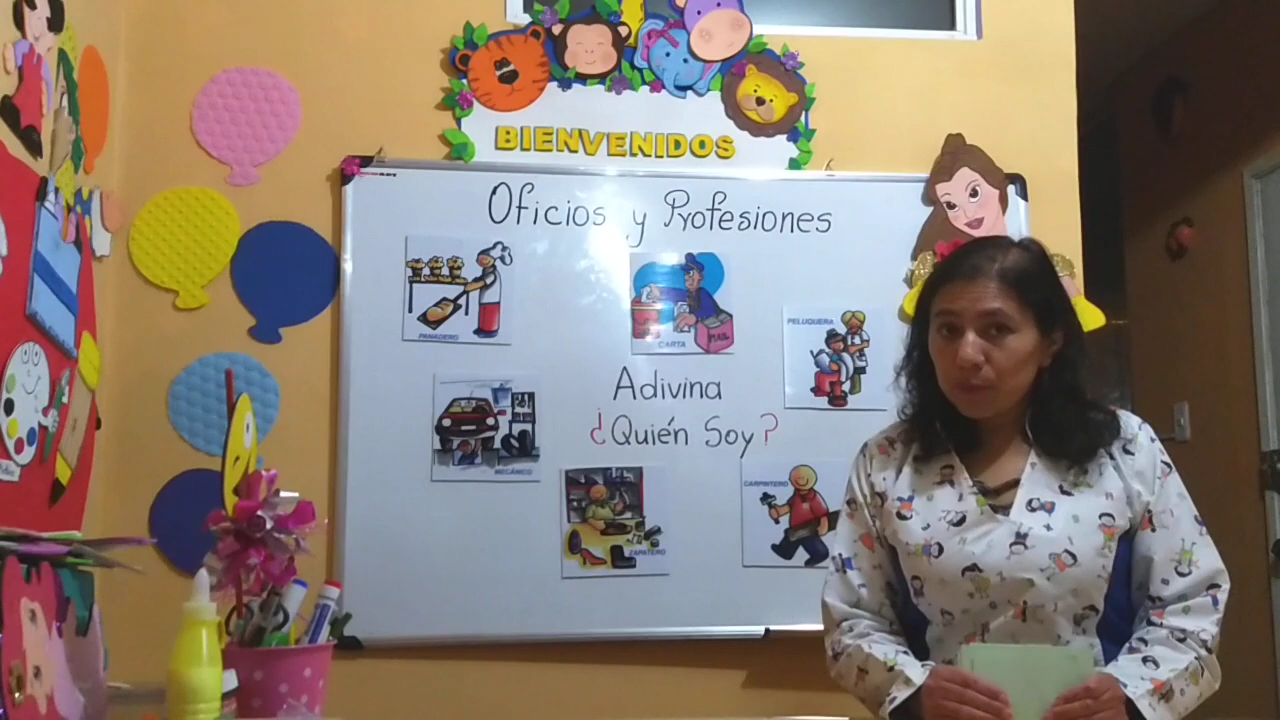 BIENVENIDOS
Oficios y Profesiones
PANADERO
CARTA
MAIL
PELUQUERA
Adivina
¿Quién Soy?
MECÁNICO
ZAPATERO
CARPINTERO